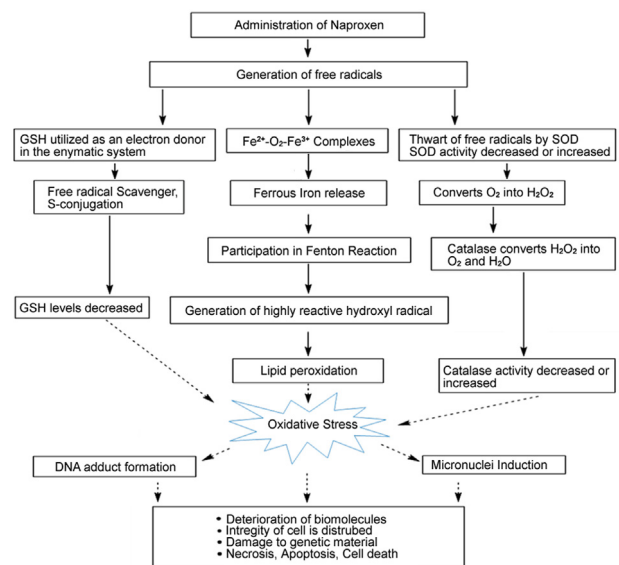 Administration of Naproxen
Generation of free radicals
GSH utilized as an electron donor
in the enymatic system
Fe²⁺-O₂-Fe³⁺ Complexes
Thwart of free radicals by SOD
SOD activity decreased or increased
Free radical Scavenger,
S-conjugation
Ferrous Iron release
Converts O₂ into H₂O₂
Participation in Fenton Reaction
Catalase converts H₂O₂ into
O₂ and H₂O
GSH levels decreased
Generation of highly reactive hydroxyl radical
Lipid peroxidation
Catalase activity decreased or
increased
Oxidative Stress
DNA adduct formation
Micronuclei Induction
• Deterioration of biomolecules
• Intregity of cell is distrubed
• Damage to genetic material
• Necrosis, Apoptosis, Cell death